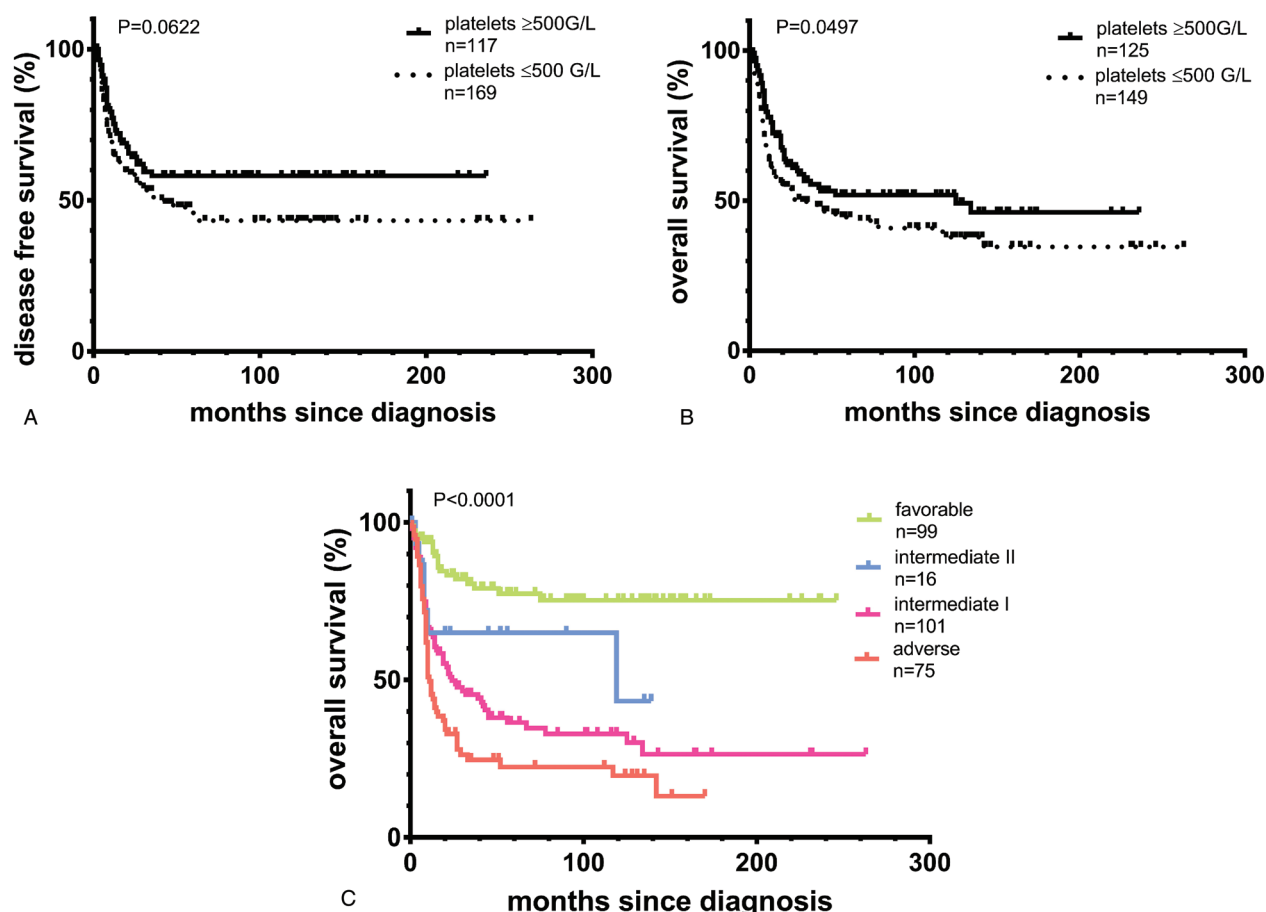 P=0.0622
platelets ≥500G/L
n=117
platelets ≤500 G/L
n=169
disease free survival (%)
100
50
0
0 100 200 300
months since diagnosis
A
P=0.0497
platelets ≥500G/L
n=125
platelets ≤500 G/L
n=149
overall survival (%)
100
50
0
0 100 200 300
months since diagnosis
B
P<0.0001
favorable
n=99
intermediate II
n=16
intermediate I
n=101
adverse
n=75
overall survival (%)
100
50
0
0 100 200 300
months since diagnosis
C